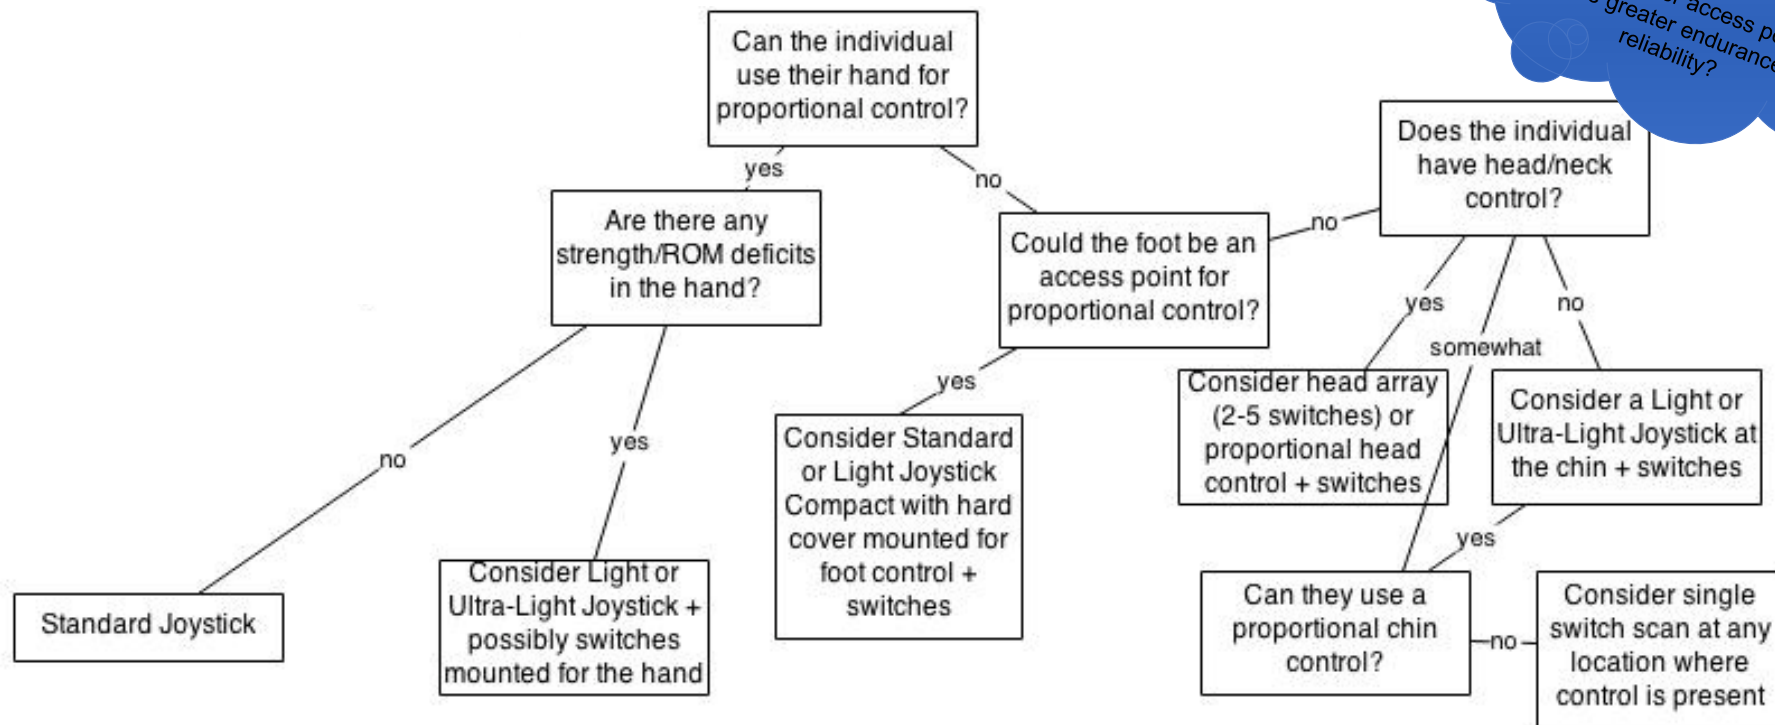 access
greater endurance
reliability?
Can the individual
use their hand for
proportional control?
yes
no
Does the individual
have head/neck
control?
Are there any
strength/ROM deficits
in the hand?
Could the foot be an
access point for
proportional control?
no
yes
somewhat
no
no
yes
yes
Consider head array
(2-5 switches) or
proportional head
control + switches
Consider a Light or
Ultra-Light Joystick at
the chin + switches
Consider Standard
or Light Joystick
Compact with hard
cover mounted for
foot control +
switches
yes
Standard Joystick
Consider Light or
Ultra-Light Joystick +
possibly switches
mounted for the hand
Can they use a
proportional chin
control?
no
Consider single
switch scan at any
location where
control is present